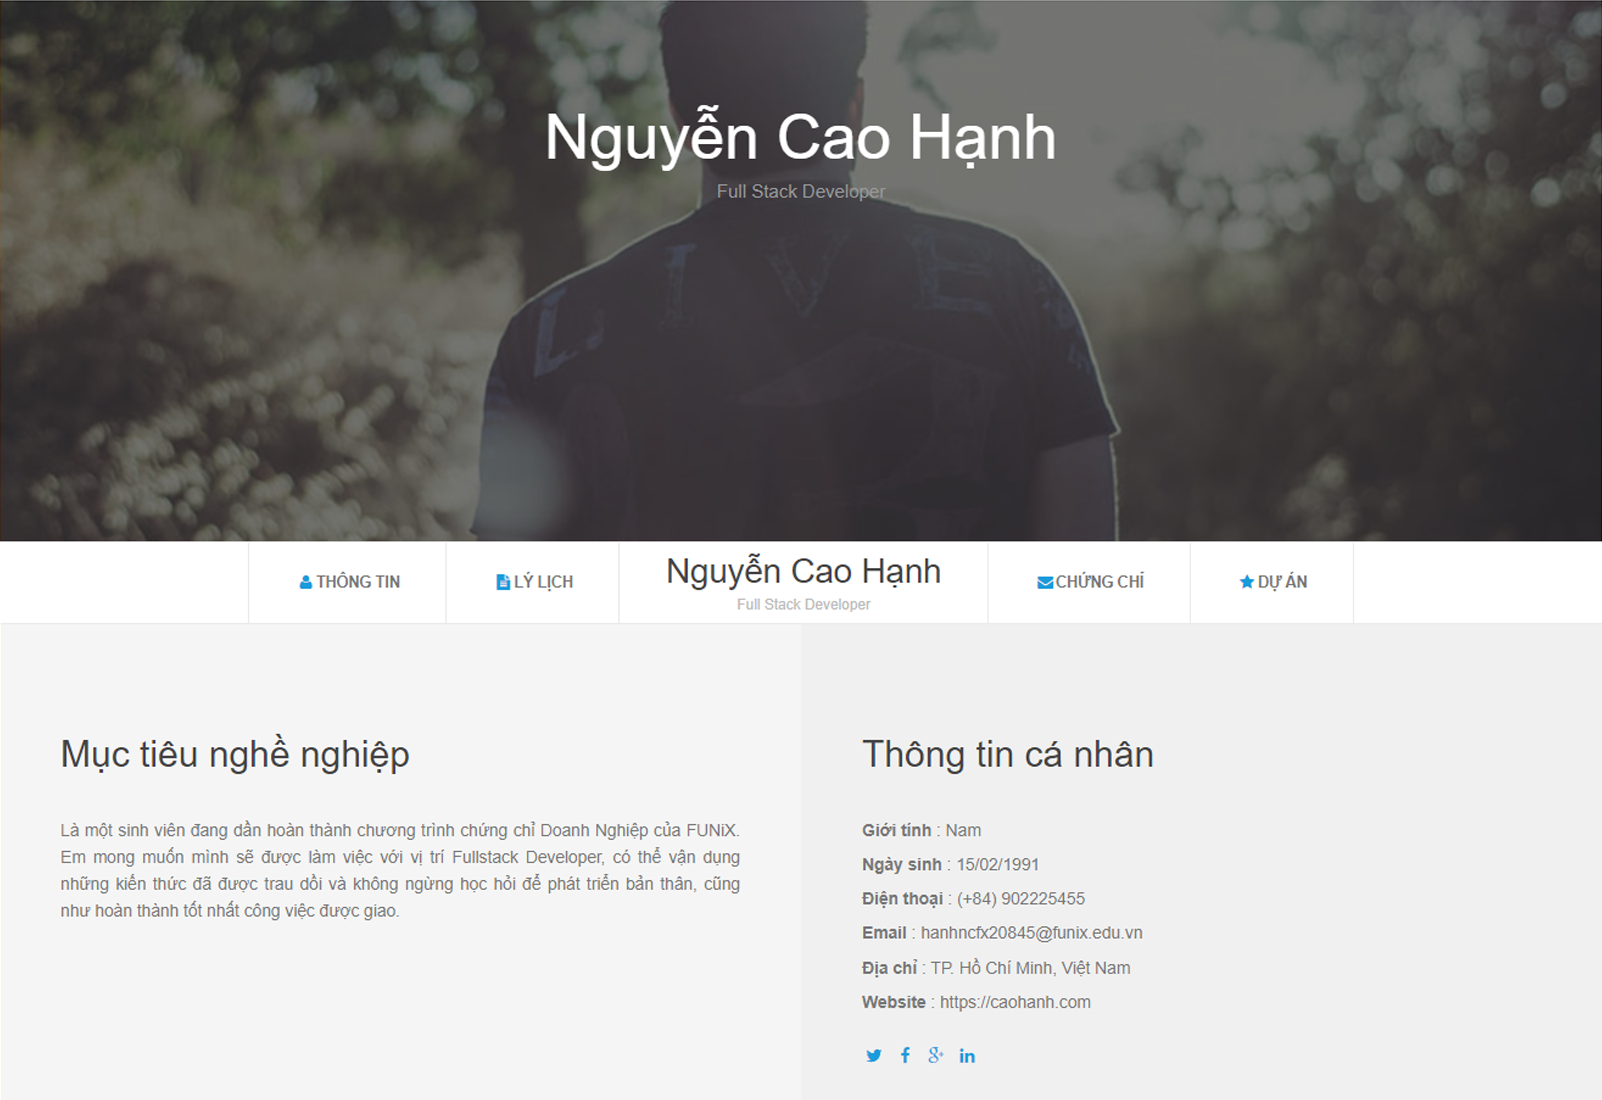 Nguyễn Cao Hạnh
Full Stack Developer
LIVE
THÔNG TIN
LÝ LỊCH
Nguyễn Cao Hạnh
Full Stack Developer
CHỨNG CHỈ
DỰ ÁN
Mục tiêu nghề nghiệp
Là một sinh viên đang dần hoàn thành chương trình chứng chỉ Doanh Nghiệp của FUNiX.
Em mong muốn mình sẽ được làm việc với vị trí Fullstack Developer, có thể vận dụng
những kiến thức đã được trau dồi và không ngừng học hỏi để phát triển bản thân, cũng
như hoàn thành tốt nhất công việc được giao.
Thông tin cá nhân
Giới tính : Nam
Ngày sinh : 15/02/1991
Điện thoại : (+84) 902225455
Email : hanhncfx20845@funix.edu.vn
Địa chỉ : TP. Hồ Chí Minh, Việt Nam
Website : https://caohanh.com